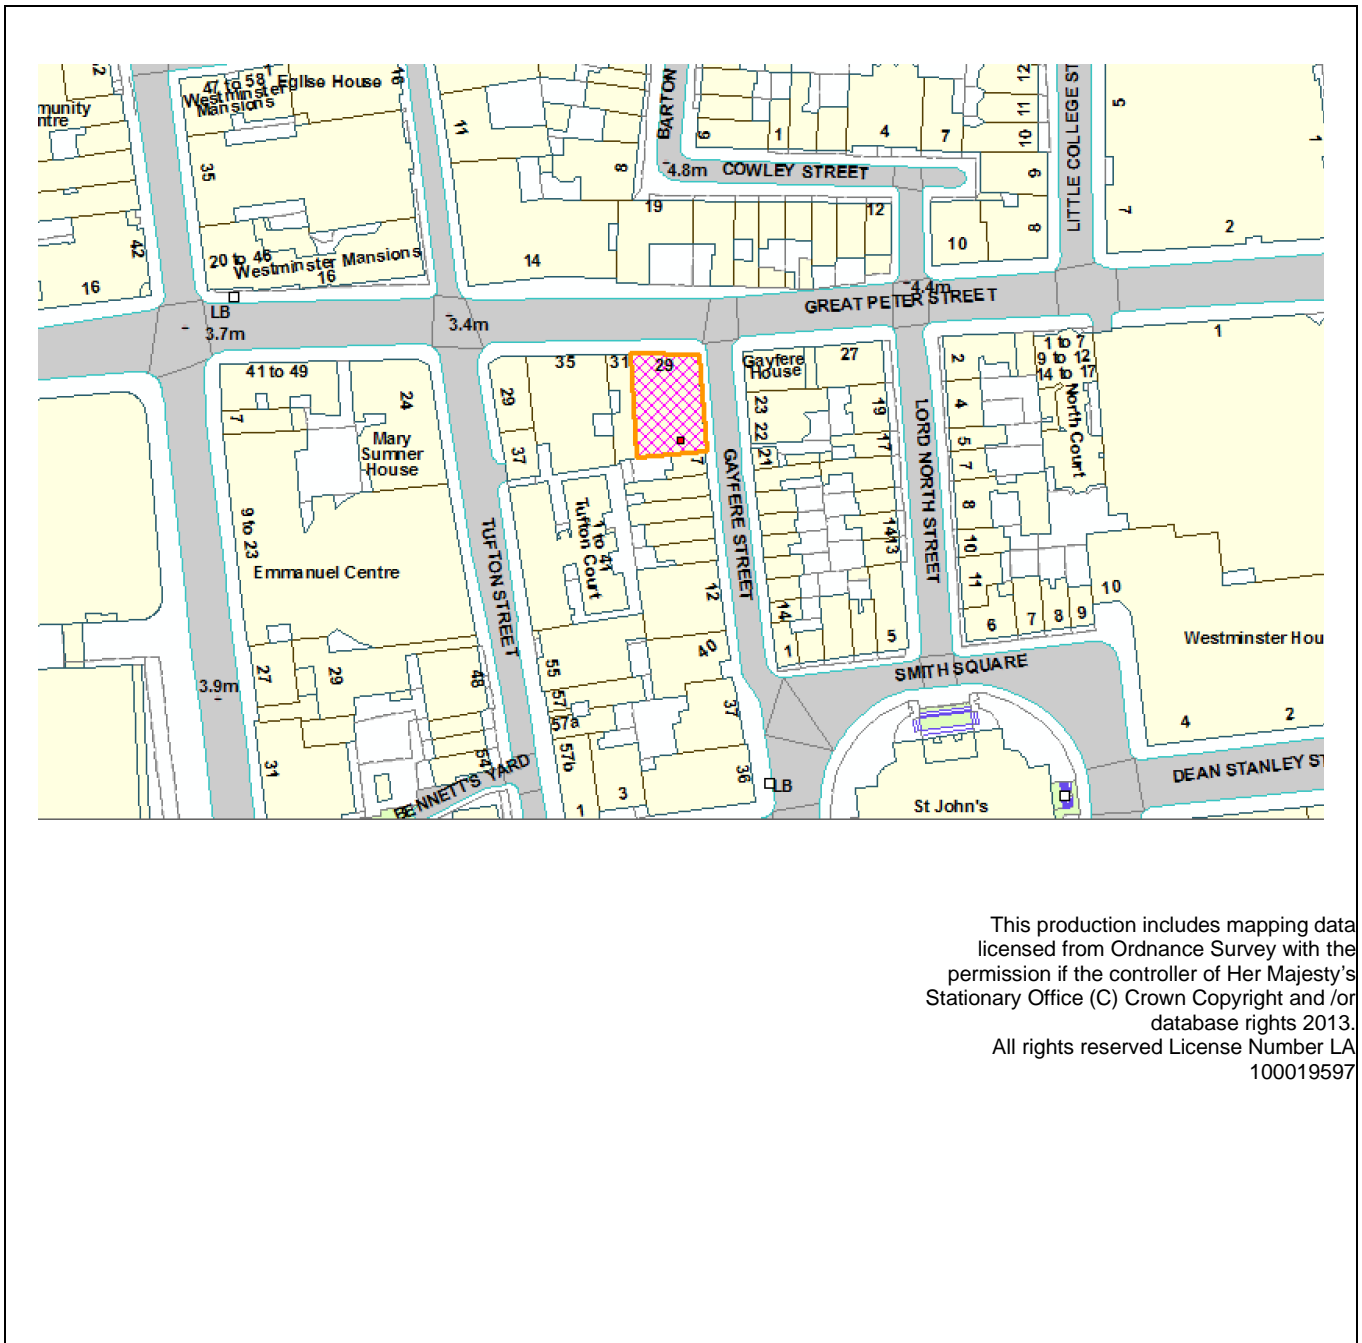 47 to 58
1
Eglise House
Westminster
Mansions
16
munity
ntre
35
42
16
20 to 46
Westminster Mansions
16
LB
3.7m
11
8
14
3.4m
BARTON
4.8m
COWLEY STREET
9
1
4
7
12
11
10
9
8
19
12
10
LITTLE COLLEGE ST
5
7
1
2
GREAT PETER STREET
4.4m
41 to 49
7
24
Mary
Sumner
House
9 to 23
Emmanuel Centre
27
29
31
3.9m
48
54
BENNETT'S YARD
TUFTON STREET
29
37
35
31
29
7
1 to 41
Tufton Court
12
40
37
36
55
57
57a
57b
1
3
GAYFERE STREET
Gayfere
House
27
23
22
21
19
17
14
13
14
1
5
LORD NORTH STREET
2
4
5
7
8
10
11
6
7
8
9
1 to 7
9 to 12
14 to 17
North Court
1
10
Westminster Hou
SMITH SQUARE
4
2
DEAN STANLEY ST
LB
St John's
This production includes mapping data
licensed from Ordnance Survey with the
permission if the controller of Her Majesty's
Stationary Office (C) Crown Copyright and /or
database rights 2013.
All rights reserved License Number LA
100019597